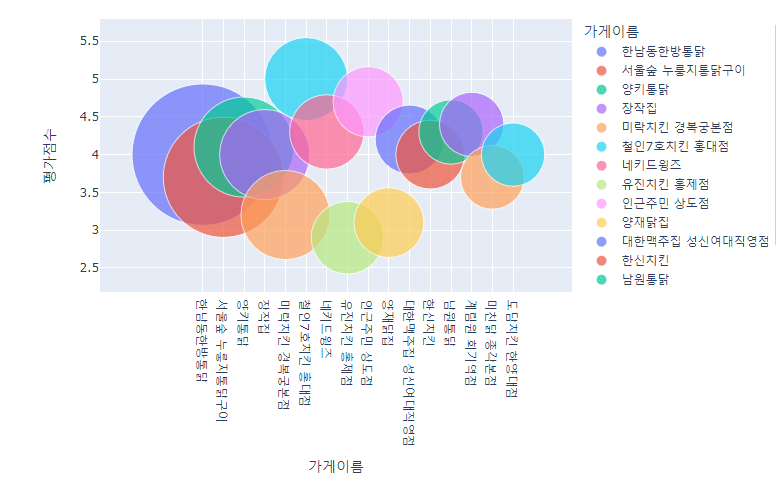 평가점수
5.5
5
4.5
4
3.5
3
2.5
한남동한방통닭
서울숲 누룽지통닭구이
양키통닭
장작집
미락치킨 경복궁본점
철인7호치킨 홍대점
네키드윙즈
유진치킨 홍제점
인근주민 상도점
양재닭집
대한맥주집 성신여대직영점
한신치킨
남원통닭
계림원 회기역점
미친닭 종각본점
도담치킨 한양대점
가게이름
가게이름
한남동한방통닭
서울숲 누룽지통닭구이
양키통닭
장작집
미락치킨 경복궁본점
철인7호치킨 홍대점
네키드윙즈
유진치킨 홍제점
인근주민 상도점
양재닭집
대한맥주집 성신여대직영점
한신치킨
남원통닭